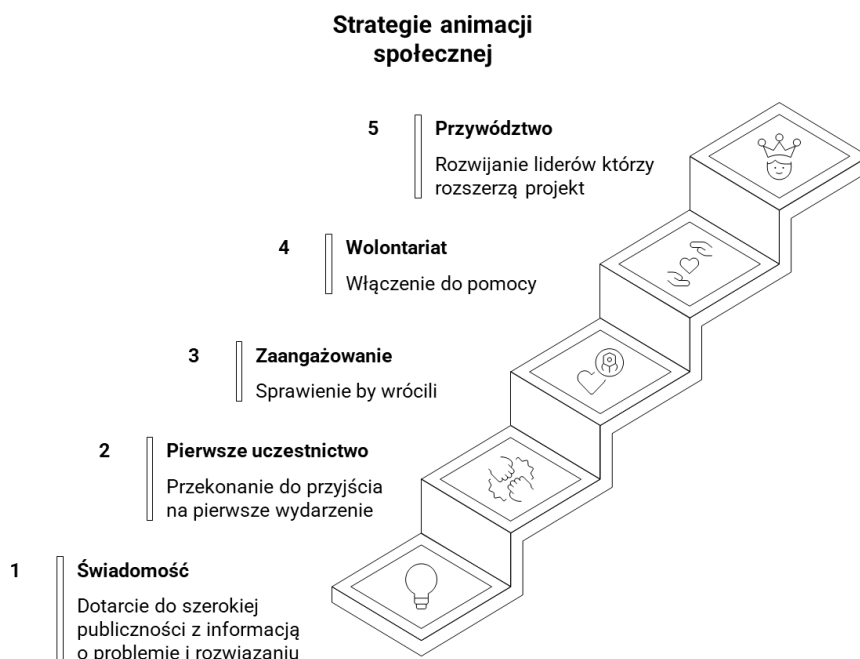 Strategie animacji
społecznej
5
Przywództwo
Rozwijanie liderów którzy
rozszerzą projekt
4
Wolontariat
Włączenie do pomocy
3
Zaangażowanie
Sprawienie by wrócili
2
Pierwsze uczestnictwo
Przekonanie do przyjścia
na pierwsze wydarzenie
1
Świadomość
Dotarcie do szerokiej
publiczności z informacją
o problemie i rozwiązaniu